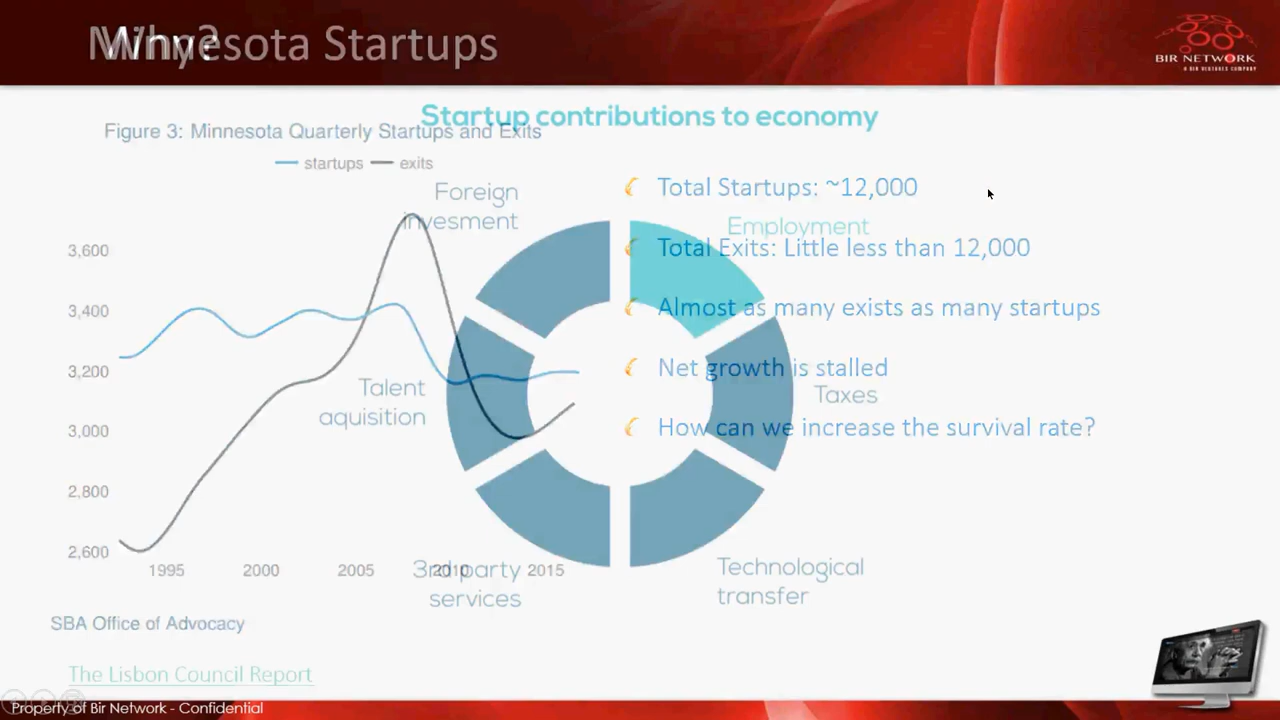 Why?
Minnesota Startups
BIR NETWORK
A BIR VENTURES COMPANY
Startup contributions to economy
Figure 3: Minnesota Quarterly Startups and Exits
startups
exits
Foreign
invesment
Total Startups: ~12,000
Employment
Total Exits: Little less than 12,000
Almost as many exists as many startups
Net growth is stalled
Talent
aquisition
Taxes
How can we increase the survival rate?
3,600
3,400
3,200
3,000
2,800
2,600
1995
2000
2005
2010
2015
3rd party
services
Technological
transfer
SBA Office of Advocacy
The Lisbon Council Report
Property of Bir Network - Confidential